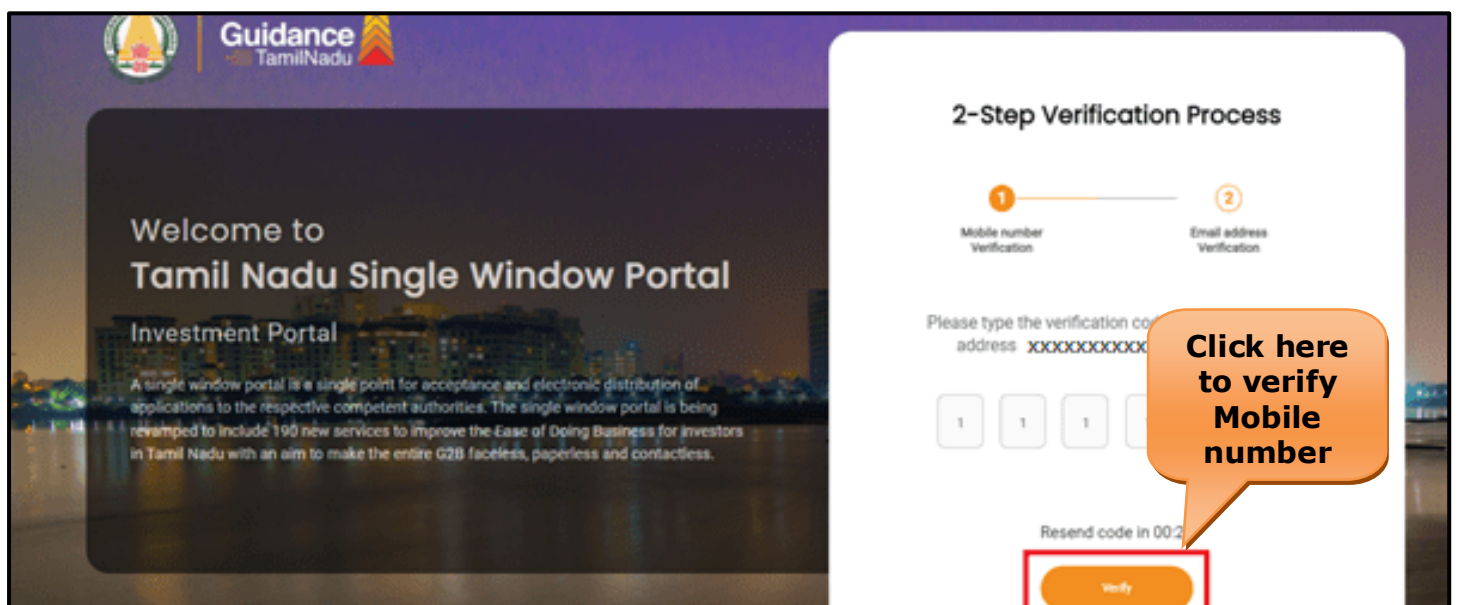 Guidance
TamilNadu
Welcome to
Tamil Nadu Single Window Portal
Investment Portal
A single window portal is a single point for acceptance and electronic distribution of
applications to the respective competent authorities. The single window portal is being
revamped to include 190 new services to improve the Ease of Doing Business for investors
in Tamil Nadu with an aim to make the entire G2B faceless, paperless and contactless.
2-Step Verification Process
1
2
Mobile number
Verification
Email address
Verification
Please type the verification
address xxxxxxxxxx
1 1 1
Click here
to verify
Mobile
number
Resend code in
Verify